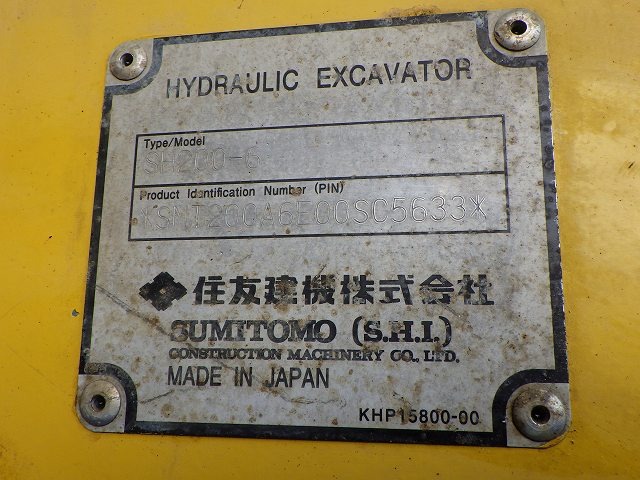 HYDRAULIC EXCAVATOR
Type/Model
SH200-6
Product Identification Number (PIN)
*SMT200A6E00SC5633*
住友建機株式会社
SUMITOMO (S.H.I.)
CONSTRUCTION MACHINERY CO., LTD.
MADE IN JAPAN
KHP15800-00